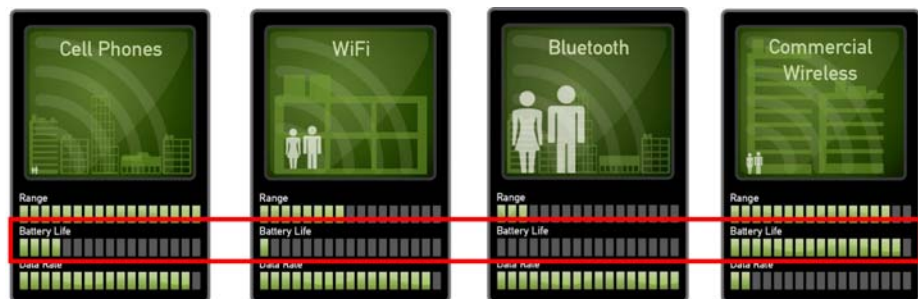 Cell Phones
Range
Battery Life
Data Rate
WiFi
Range
Battery Life
Data Rate
Bluetooth
Range
Battery Life
Data Rate
Commercial
Wireless
Range
Battery Life
Data Rate